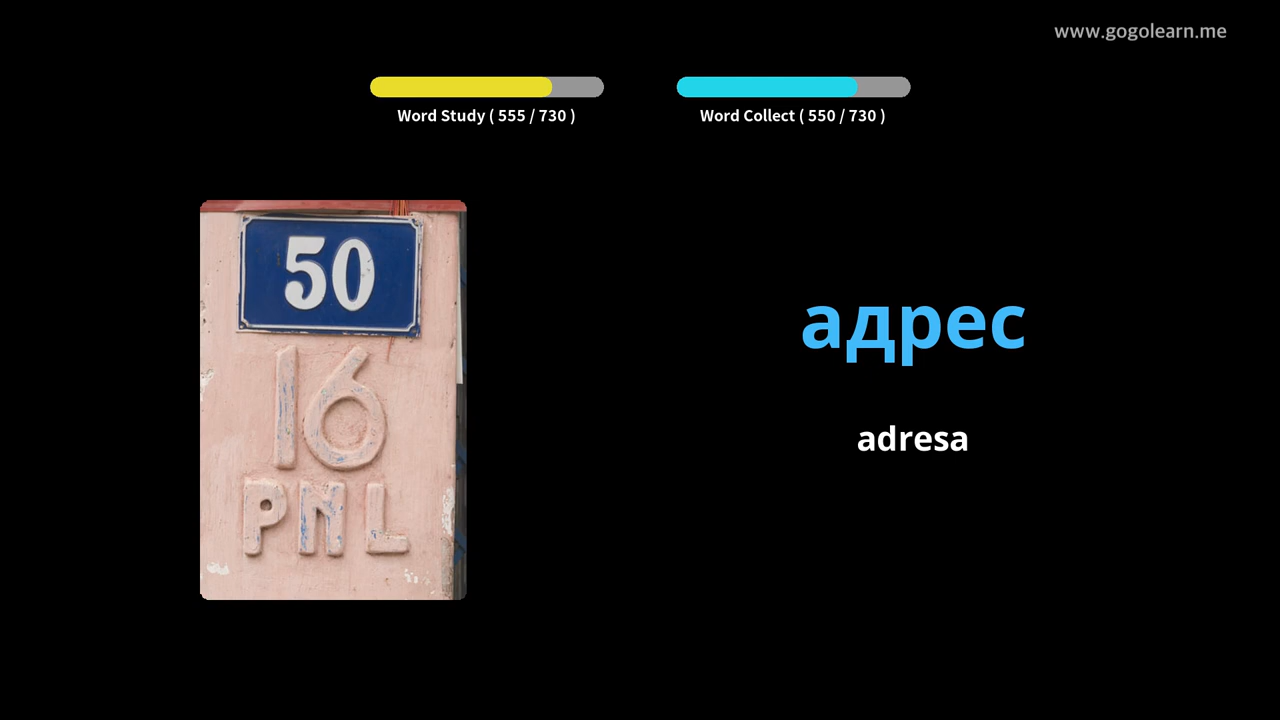 www.gogolearn.me
Word Study ( 555 / 730 )
Word Collect ( 550 / 730 )
50
16
PNL
адрес
adresa